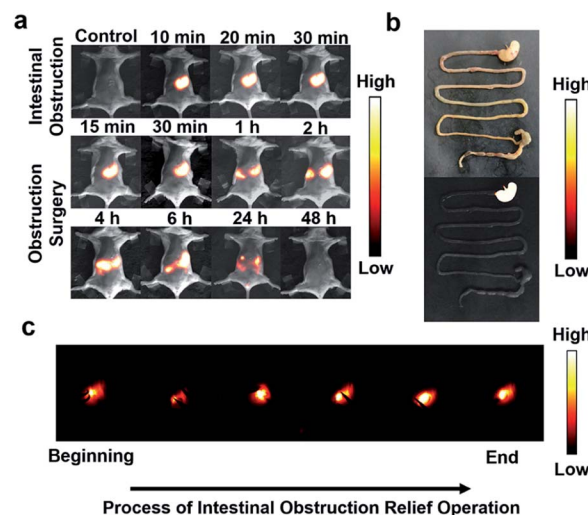 a
Control 10 min 20 min 30 min
Intestinal
Obstruction
15 min 30 min 1 h 2 h
Obstruction
Surgery
4 h 6 h 24 h 48 h
High
Low
b
High
Low
c
High
Low
Beginning
End
Process of Intestinal Obstruction Relief Operation